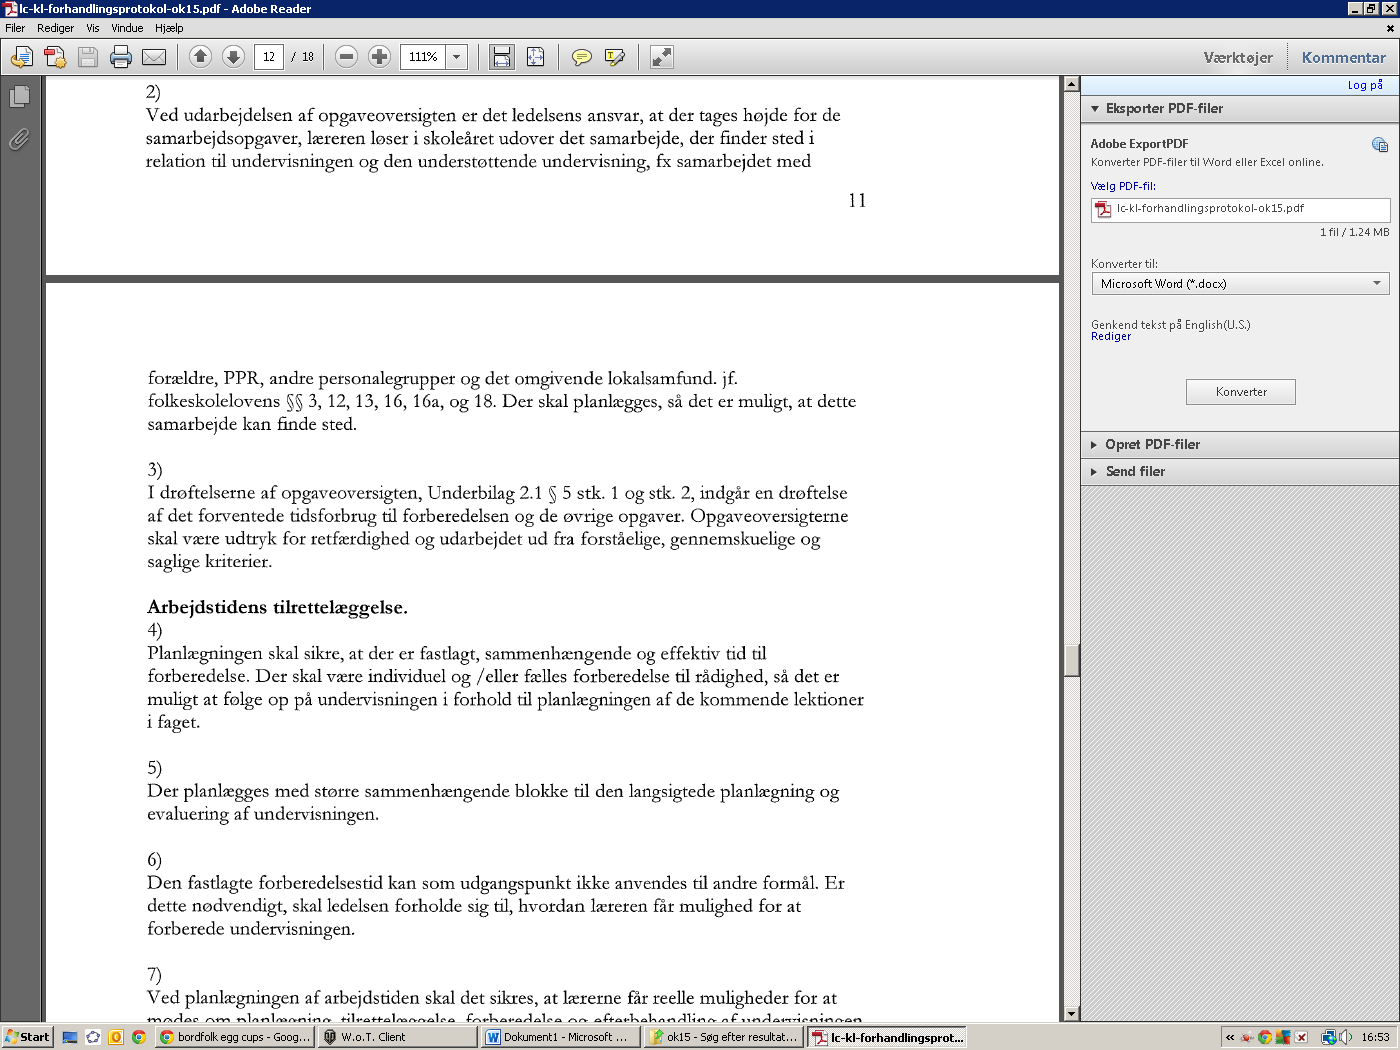 lc-kl-forhandlingsprotokol-ok15.pdf - Adobe Reader
Filer Rediger Vis Vindue Hjælp
12 / 18 111% Værktøjer Kommentar
2)
Ved udarbejdelsen af opgaveoversigten er det ledelsens ansvar, at der tages højde for de
samarbejdsopgaver, læreren løser i skoleåret udover det samarbejde, der finder sted i
relation til undervisningen og den understøttende undervisning, fx samarbejdet med
11
forældre, PPR, andre personalegrupper og det omgivende lokalsamfund. jf.
folkeskolelovens §§ 3, 12, 13, 16, 16a, og 18. Der skal planlægges, så det er muligt, at dette
samarbejde kan finde sted.
3)
I drøftelserne af opgaveoversigten, Underbilag 2.1 § 5 stk. 1 og stk. 2, indgår en drøftelse
af det forventede tidsforbrug til forberedelsen og de øvrige opgaver. Opgaveoversigterne
skal være udtryk for retfærdighed og udarbejdet ud fra forståelige, gennemskuelige og
saglige kriterier.
Arbejdstidens tilrettelæggelse.
4)
Planlægningen skal sikre, at der er fastlagt, sammenhængende og effektiv tid til
forberedelse. Der skal være individuel og /eller fælles forberedelse til rådighed, så det er
muligt at følge op på undervisningen i forhold til planlægningen af de kommende lektioner
i faget.
5)
Der planlægges med større sammenhængende blokke til den langsigtede planlægning og
evaluering af undervisningen.
6)
Den fastlagte forberedelsestid kan som udgangspunkt ikke anvendes til andre formål. Er
dette nødvendigt, skal ledelsen forholde sig til, hvordan læreren får mulighed for at
forberede undervisningen.
7)
Ved planlægningen af arbejdstiden skal det sikres, at lærerne får reelle muligheder for at
mødes om planlægning, tilrettelæggelse, forberedelse og efterbehandling af undervisningen
Log på
Eksporter PDF-filer
Adobe ExportPDF
Konverter PDF-filer til Word eller Excel online.
Vælg PDF-fil:
lc-kl-forhandlingsprotokol-ok15.pdf
1 fil / 1.24 MB
Konverter til:
Microsoft Word (*.docx)
Genkend tekst på English(U.S.)
Rediger
Konverter
Opret PDF-filer
Send filer
Start bordfolk egg cups - Goog... W.o.T. Client Dokument1 - Microsoft ... ok15 - Søg efter resultat... lc-kl-forhandlingsprot... « 16:53